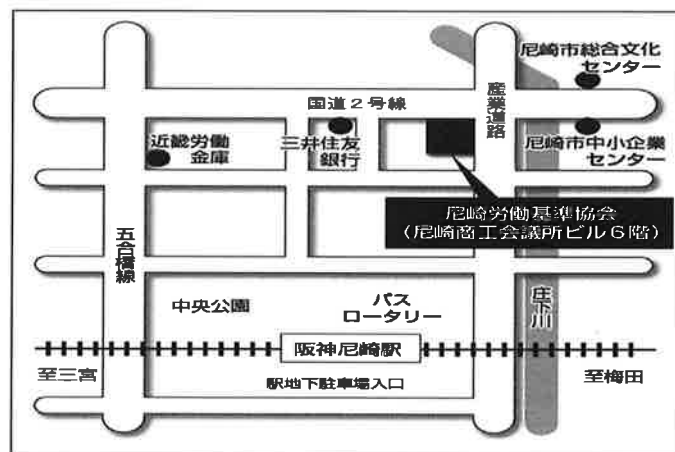 尼崎市総合文化
センター
国道2号線
産業道路
近畿労働
金庫
三井住友
銀行
尼崎市中小企業
センター
尼崎労働基準協会
(尼崎商工会議所ビル6階)
五合橋線
中央公園
バス
ロータリー
庄下川
阪神尼崎駅
至三宮
駅地下駐車場入口
至梅田